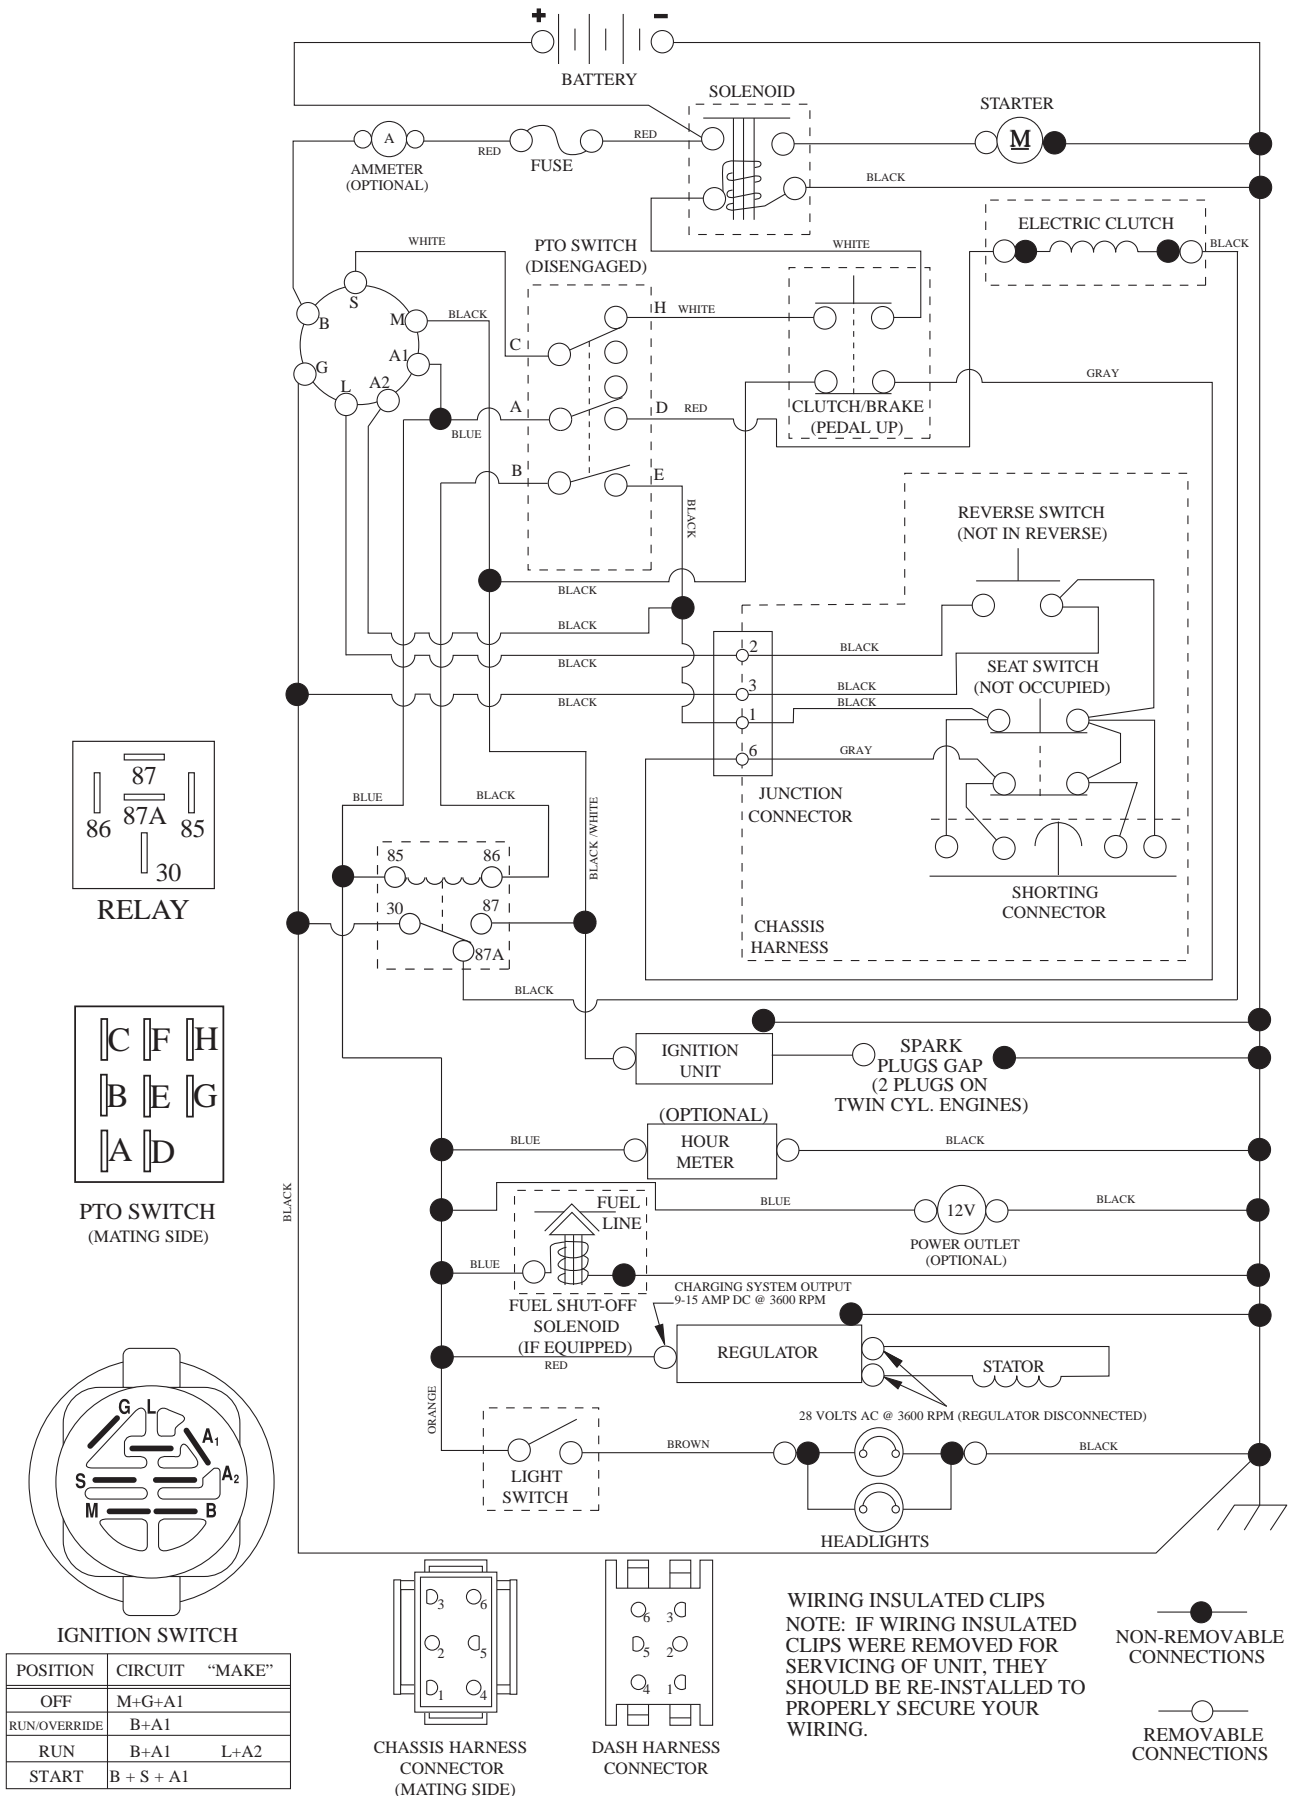 + −
BATTERY
SOLENOID
STARTER
M
A
RED
FUSE
RED
AMMETER
(OPTIONAL)
BLACK
ELECTRIC CLUTCH
BLACK
WHITE
PTO SWITCH
(DISENGAGED)
WHITE
S
B
M
BLACK
G
A1
L
A2
C
H
WHITE
A
BLUE
D
RED
B
E
BLACK
GRAY
CLUTCH/BRAKE
(PEDAL UP)
REVERSE SWITCH
(NOT IN REVERSE)
BLACK
BLACK
BLACK
BLACK
2
BLACK
3
BLACK
BLACK
1
6
GRAY
SEAT SWITCH
(NOT OCCUPIED)
JUNCTION
CONNECTOR
SHORTING
CONNECTOR
CHASSIS
HARNESS
87
86
87A
85
30
RELAY
BLUE
BLACK
BLACK /WHITE
85
86
30
87
87A
BLACK
C F H
B E G
A D
PTO SWITCH
(MATING SIDE)
IGNITION
UNIT
SPARK
PLUGS GAP
(2 PLUGS ON
TWIN CYL. ENGINES)
(OPTIONAL)
BLUE
HOUR
METER
BLACK
BLACK
FUEL
LINE
BLUE
12V
BLACK
POWER OUTLET
(OPTIONAL)
BLUE
FUEL SHUT-OFF
SOLENOID
(IF EQUIPPED)
CHARGING SYSTEM OUTPUT
9-15 AMP DC @ 3600 RPM
RED
REGULATOR
STATOR
28 VOLTS AC @ 3600 RPM (REGULATOR DISCONNECTED)
ORANGE
LIGHT
SWITCH
BROWN
BLACK
HEADLIGHTS
G L
A1
S
A2
M
B
IGNITION SWITCH
POSITION CIRCUIT “MAKE”
OFF M+G+A1
RUN/OVERRIDE B+A1
RUN B+A1 L+A2
START B + S + A1
3 6
2 5
1 4
CHASSIS HARNESS
CONNECTOR
(MATING SIDE)
6 3
5 2
4 1
DASH HARNESS
CONNECTOR
WIRING INSULATED CLIPS
NOTE: IF WIRING INSULATED
CLIPS WERE REMOVED FOR
SERVICING OF UNIT, THEY
SHOULD BE RE-INSTALLED TO
PROPERLY SECURE YOUR
WIRING.
NON-REMOVABLE
CONNECTIONS
REMOVABLE
CONNECTIONS